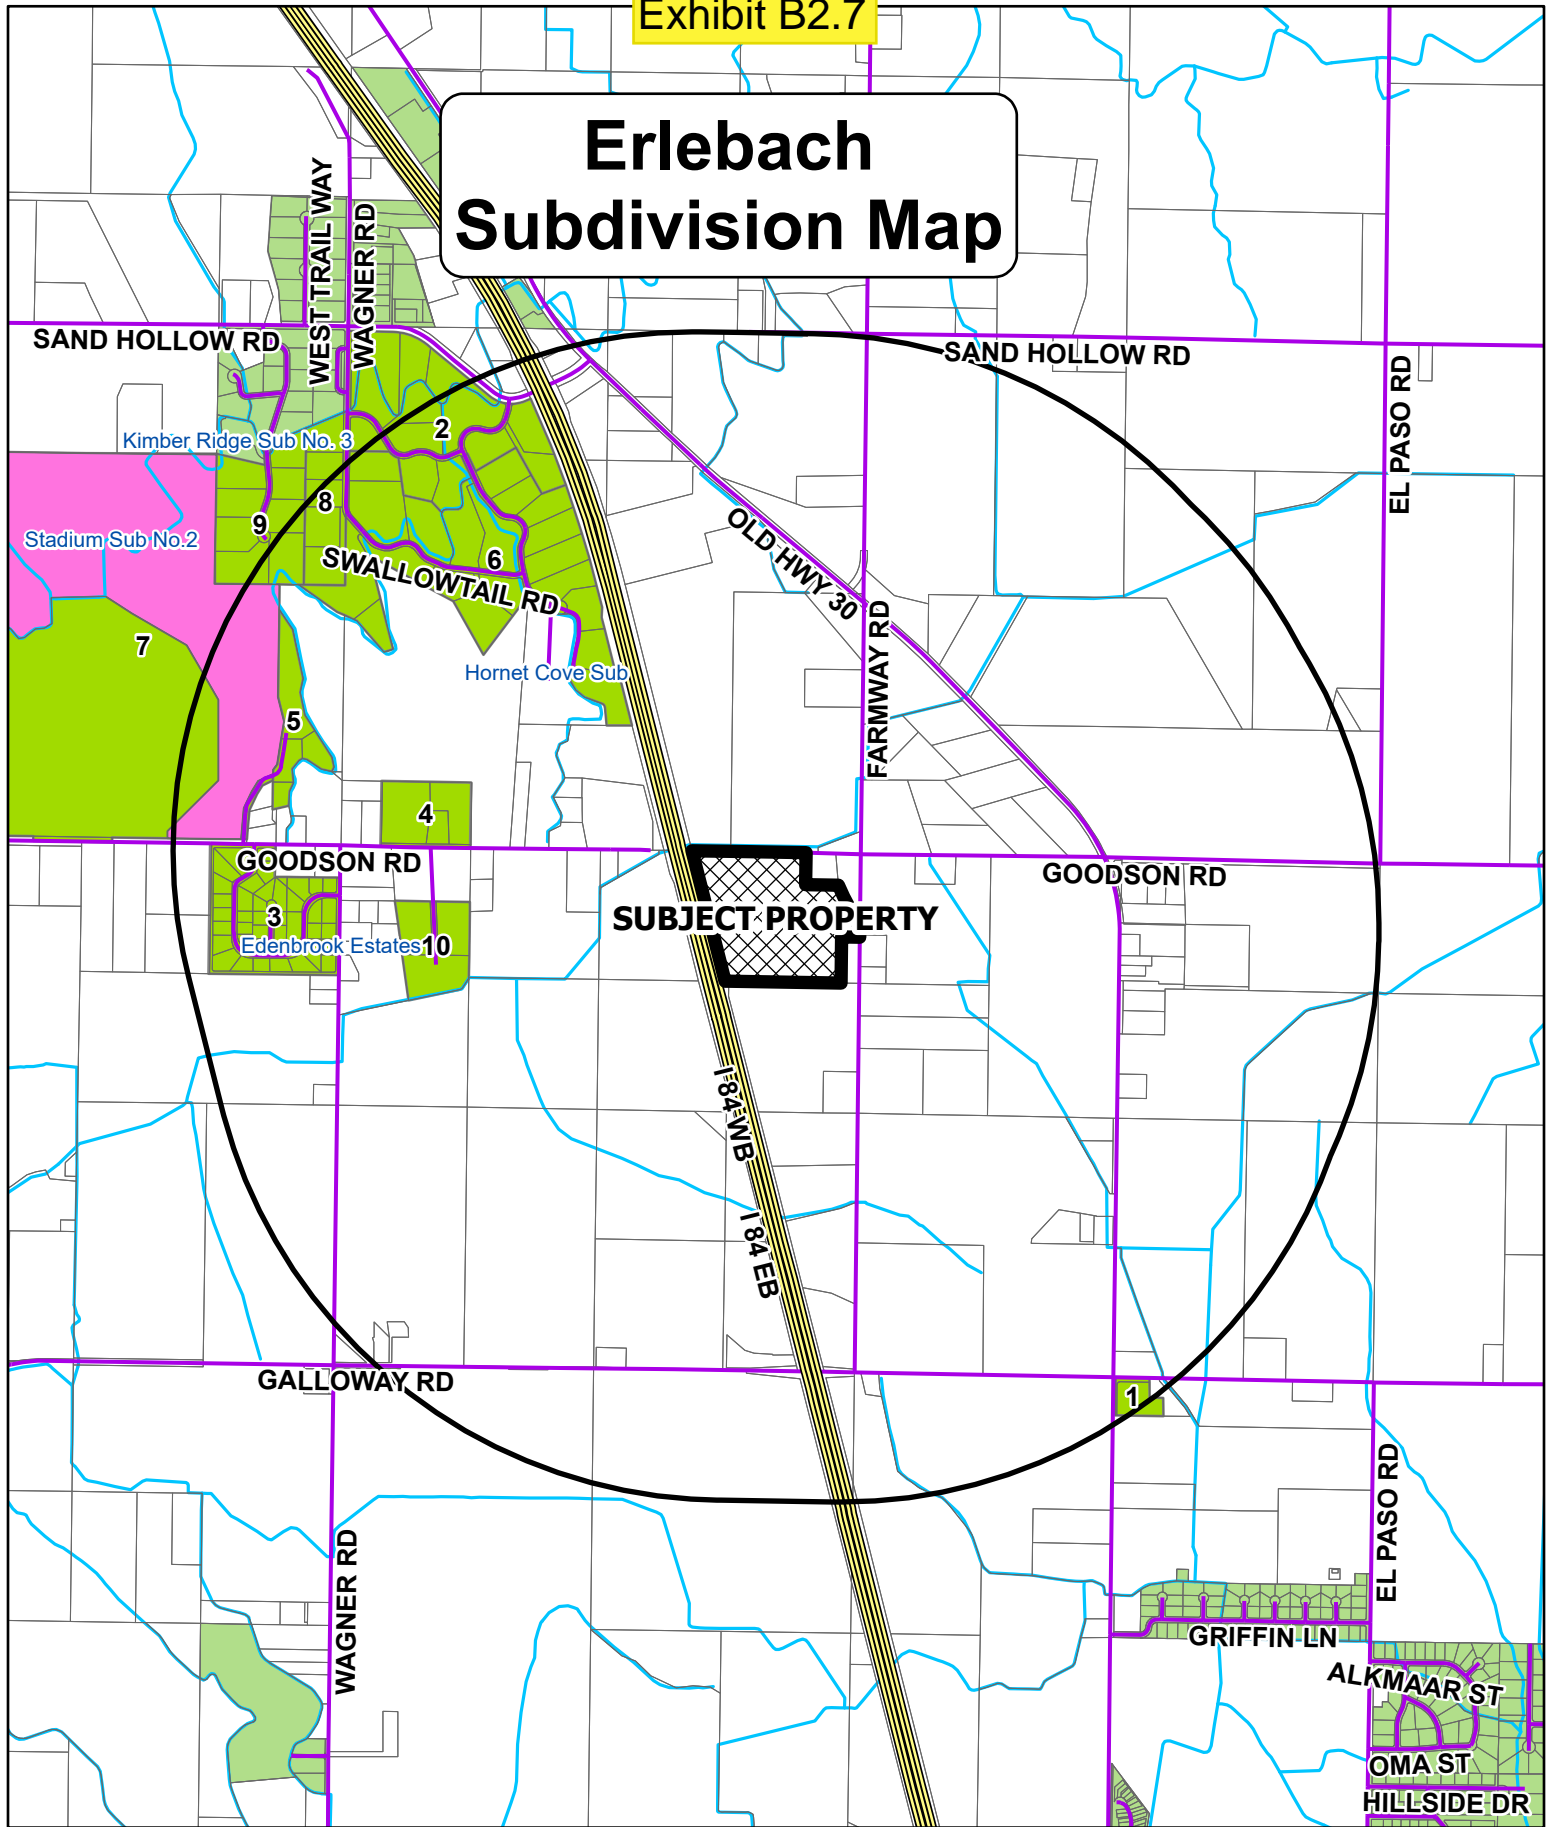 Exhibit B2.7
Erlebach
Subdivision Map
WEST TRAIL WAY
WAGNER RD
SAND HOLLOW RD
SAND HOLLOW RD
EL PASO RD
2
Kimber Ridge Sub No. 3
8
9
Stadium Sub No.2
OLD HWY 30
6
SWALLOWTAIL RD
7
FARMWAY RD
Hornet Cove Sub
5
4
GOODSON RD
GOODSON RD
3
SUBJECT PROPERTY
Edenbrook Estates
10
I 84 WB
I 84 EB
GALLOWAY RD
1
EL PASO RD
WAGNER RD
GRIFFIN LN
ALKMAAR ST
OMA ST
HILLSIDE DR